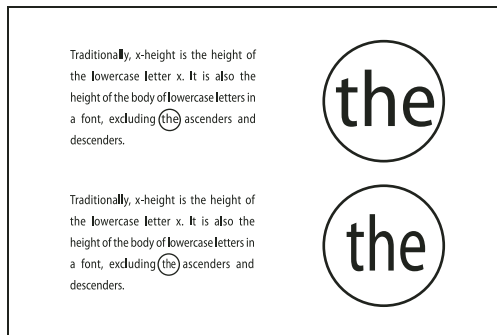 Traditionally, x-height is the height of
the lowercase letter x. It is also the
height of the body of lowercase letters in
a font, excluding the ascenders and
descenders.
the
Traditionally, x-height is the height of
the lowercase letter x. It is also the
height of the body of lowercase letters in
a font, excluding the ascenders and
descenders.
the